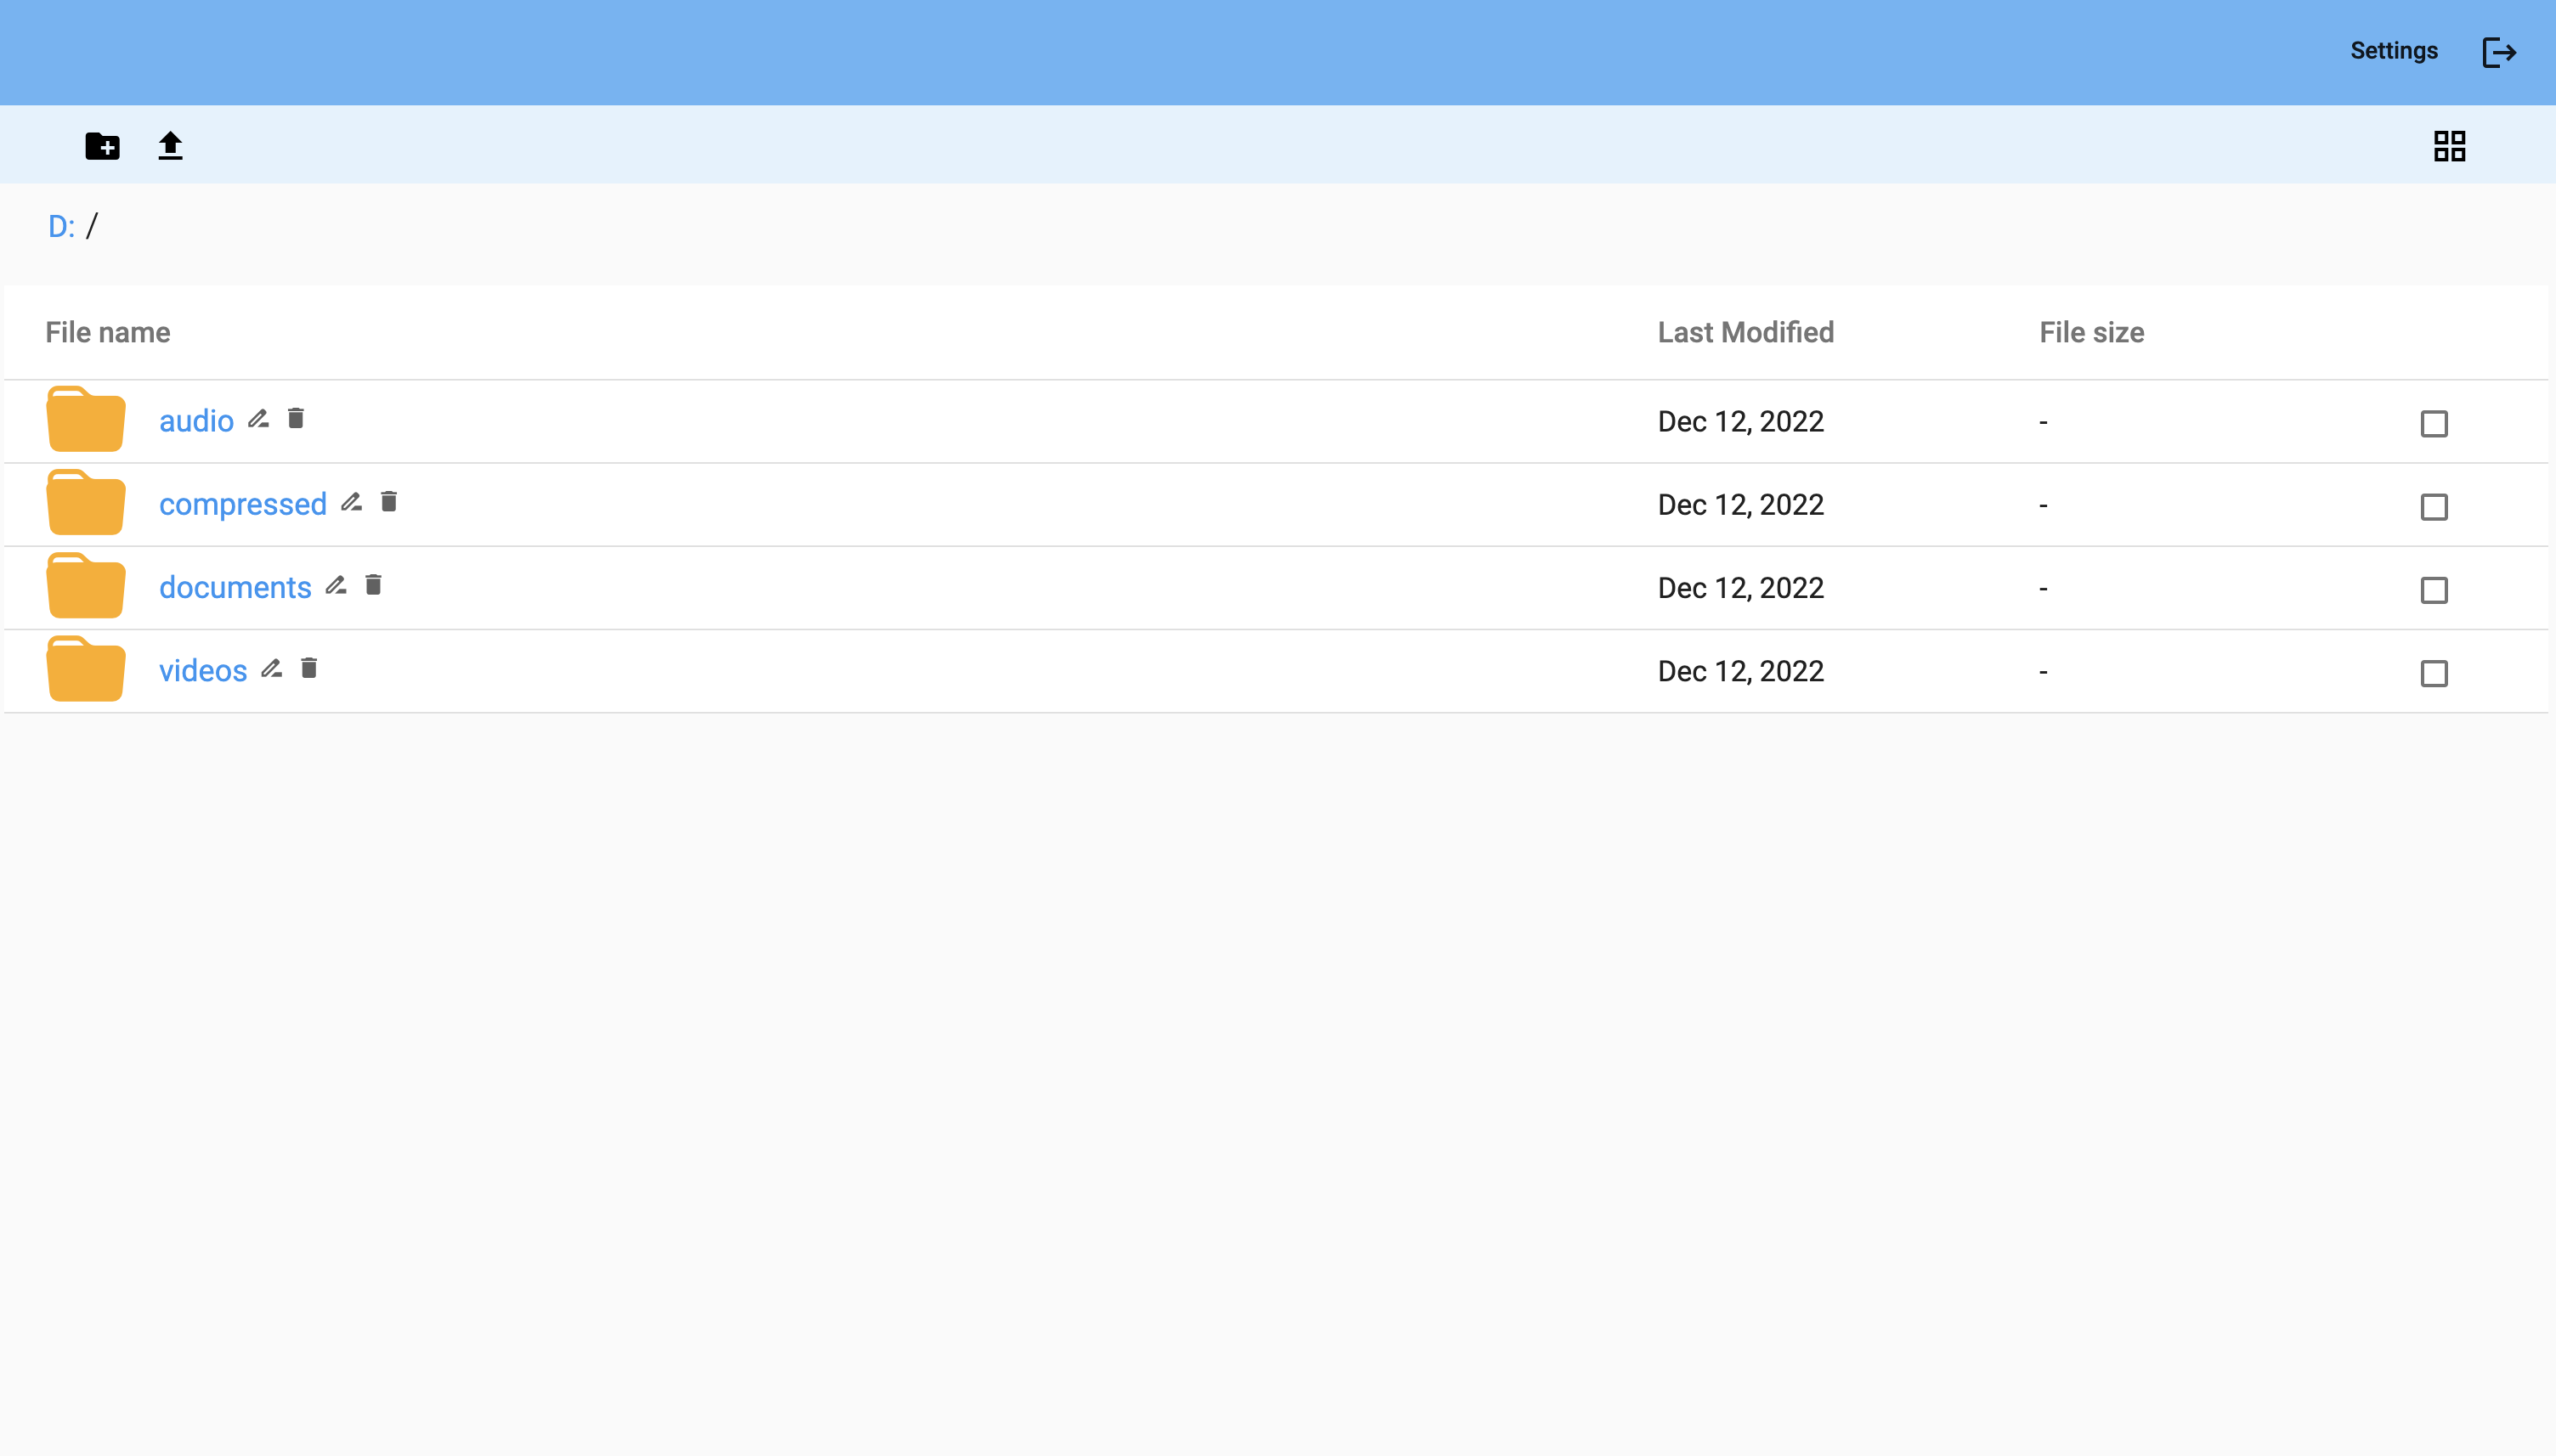 Settings
D: /
File name Last Modified File size
audio Dec 12, 2022 -
compressed Dec 12, 2022 -
documents Dec 12, 2022 -
videos Dec 12, 2022 -